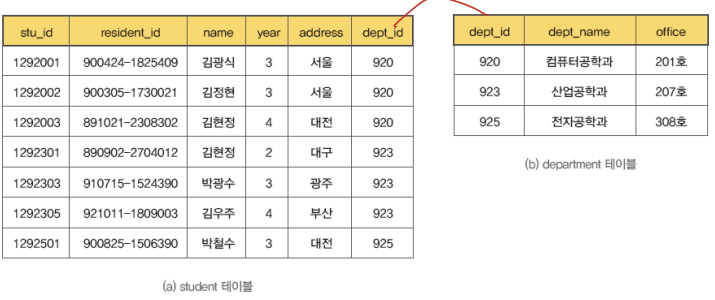 stu_id resident_id name year address dept_id
1292001 900424-1825409 김광식 3 서울 920
1292002 900305-1730021 김정현 3 서울 920
1292003 891021-2308302 김현정 4 대전 920
1292301 890902-2704012 김현정 2 대구 923
1292303 910715-1524390 박광수 3 광주 923
1292305 921011-1809003 김우주 4 부산 923
1292501 900825-1506390 박철수 3 대전 925
(a) student 테이블
dept_id dept_name office
920 컴퓨터공학과 201호
923 산업공학과 207호
925 전자공학과 308호
(b) department 테이블